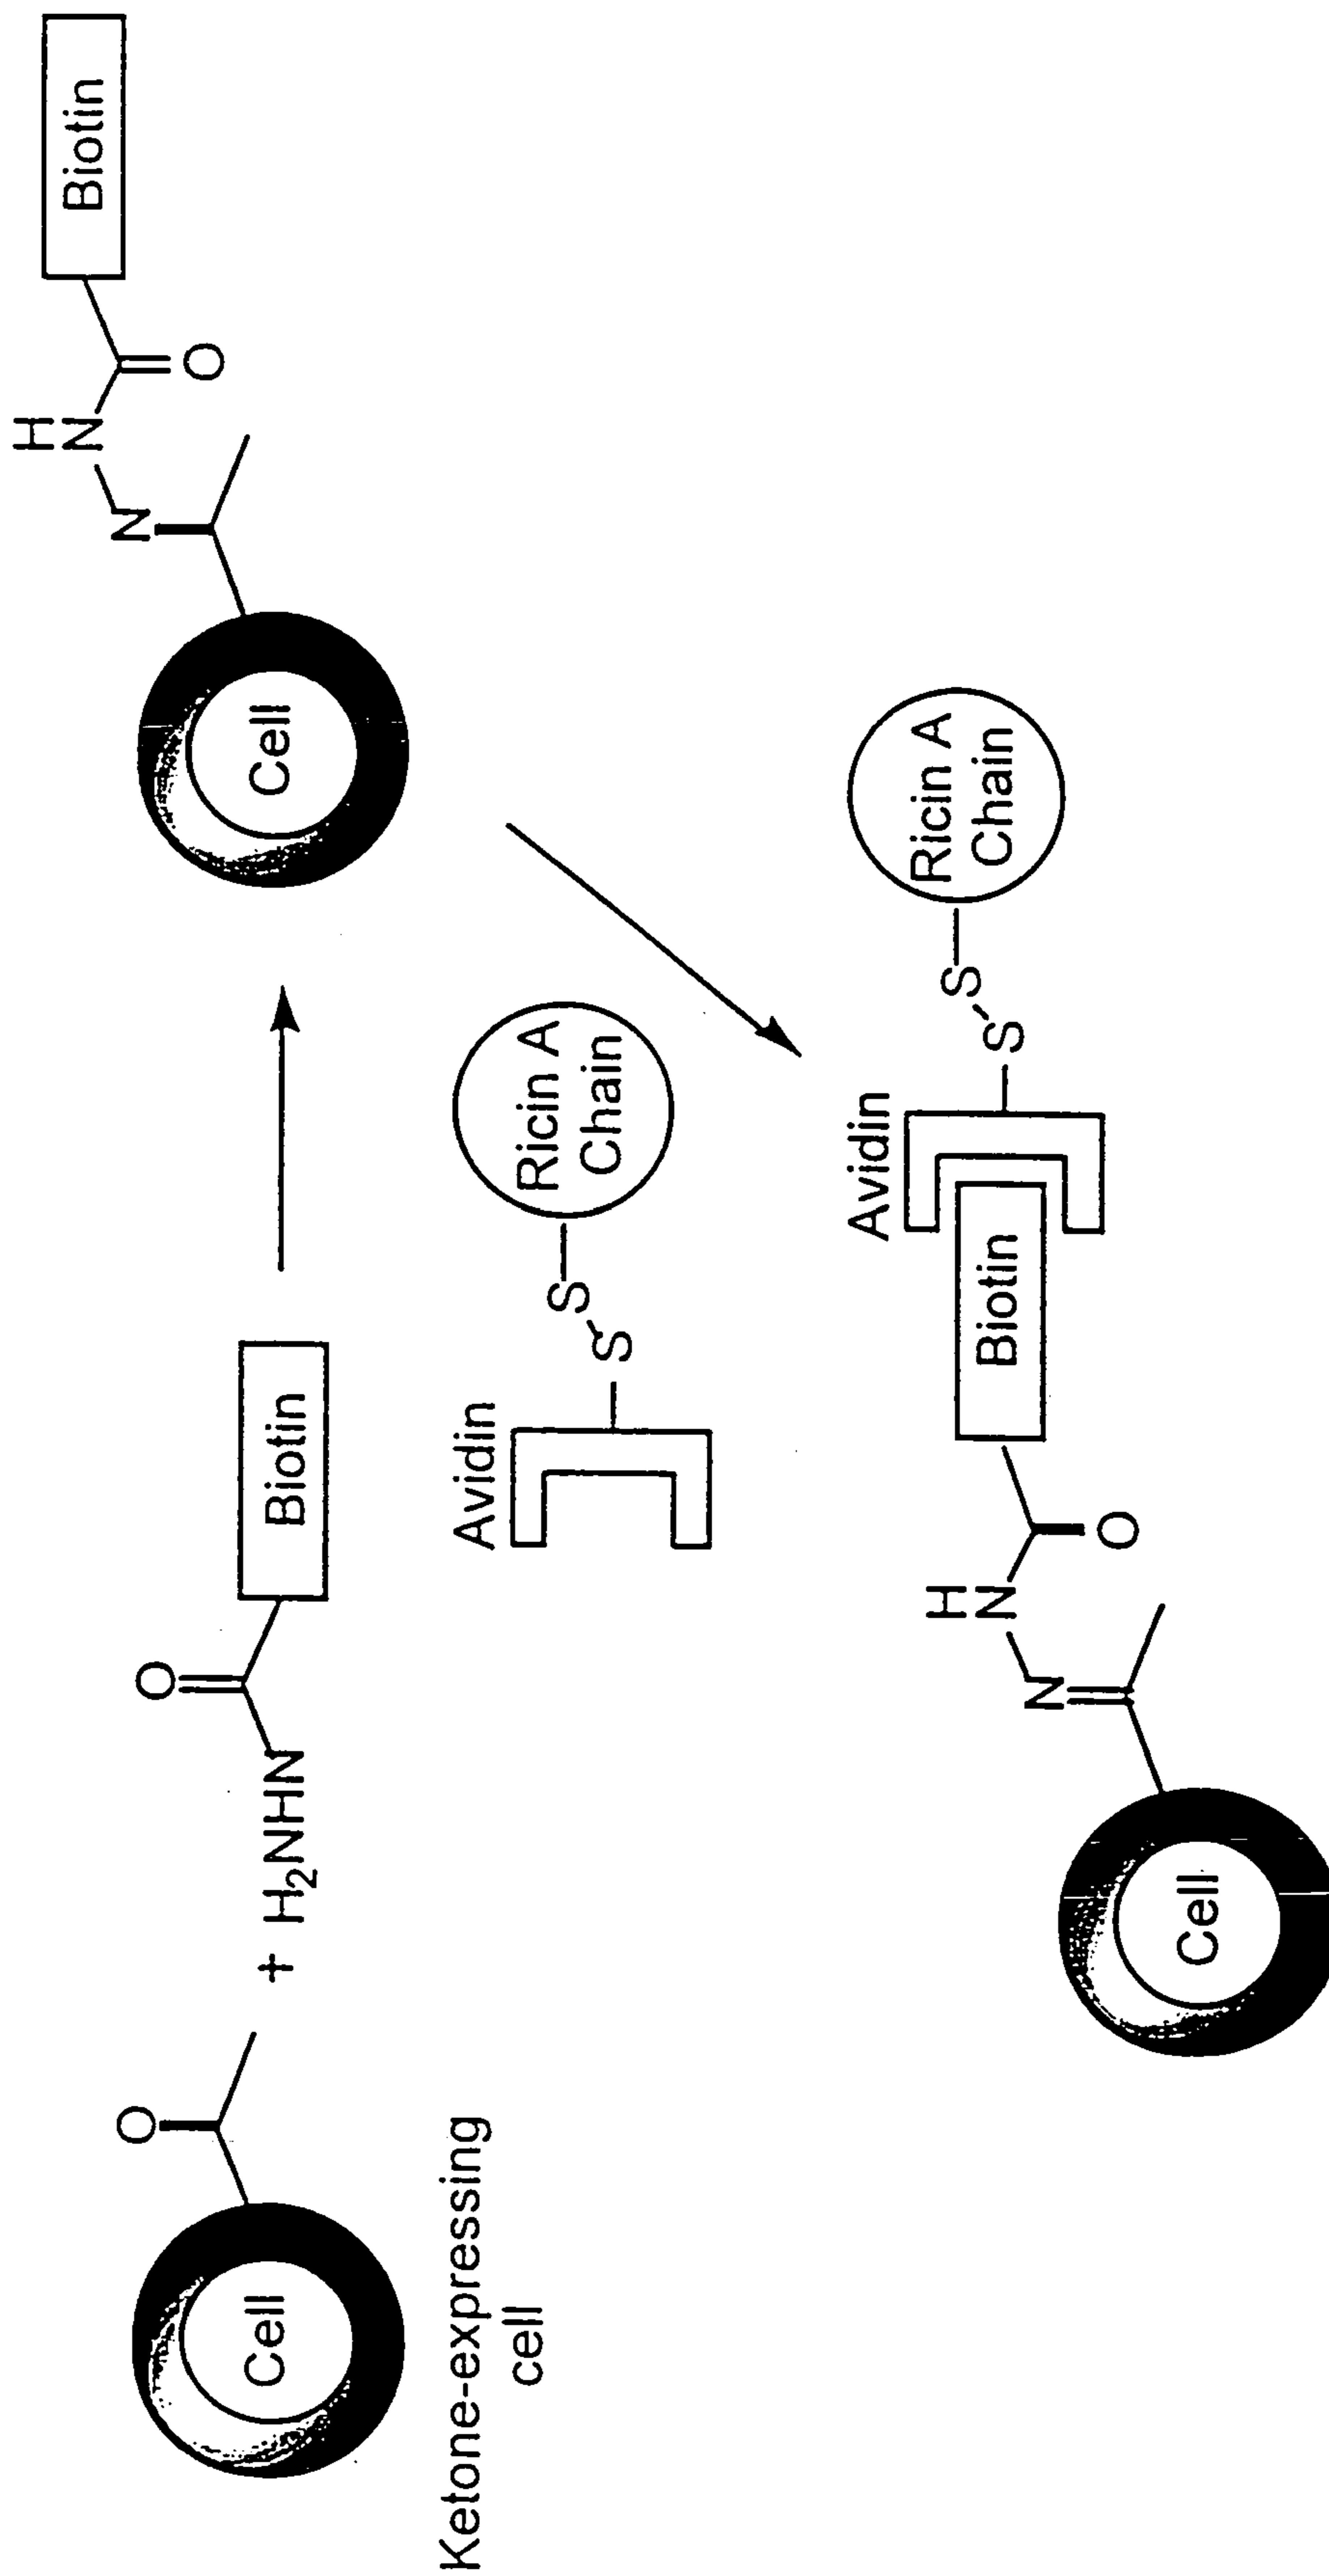 Cell
O
Ketone-expressing
cell
+ H₂NHN
O
Biotin
Avidin
S
S
Ricin A
Chain
Cell
N
H
N
O
Biotin
Cell
N
H
N
O
Biotin
Avidin
S
S
Ricin A
Chain